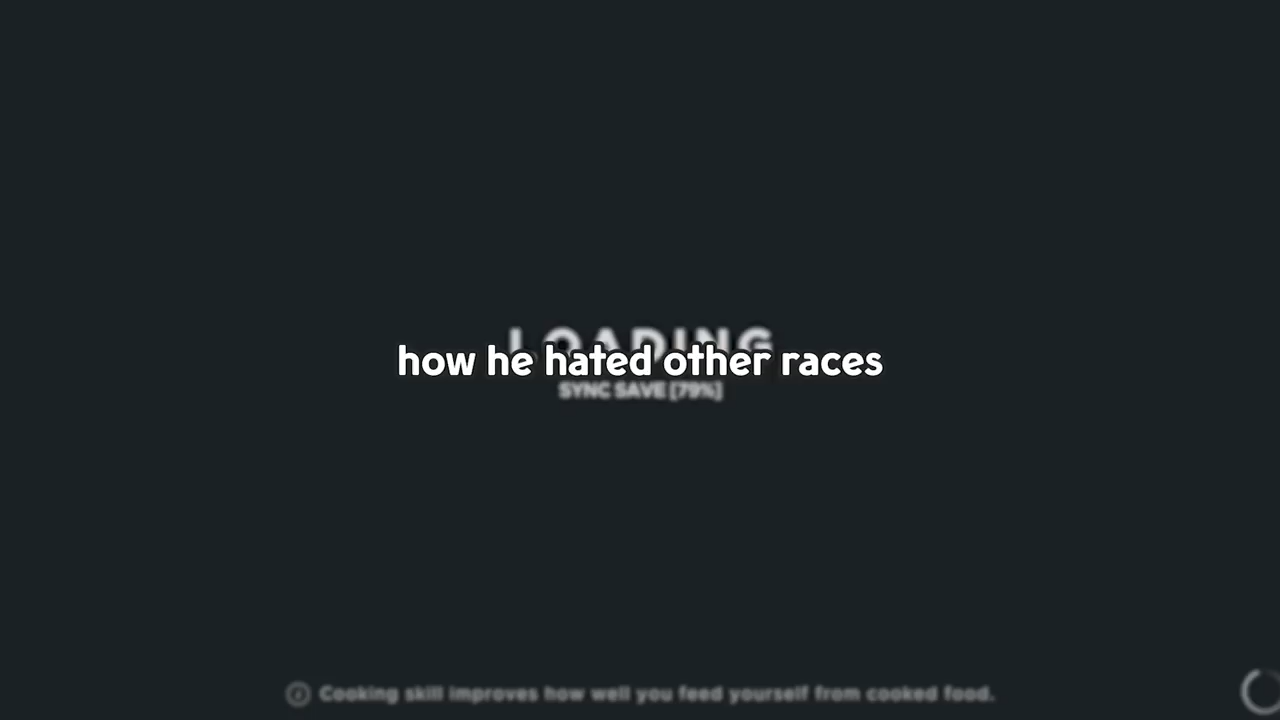 LOADING
how he hated other races
SYNC SAVE [79%]
Cooking skill improves how well you feed yourself from cooked food.